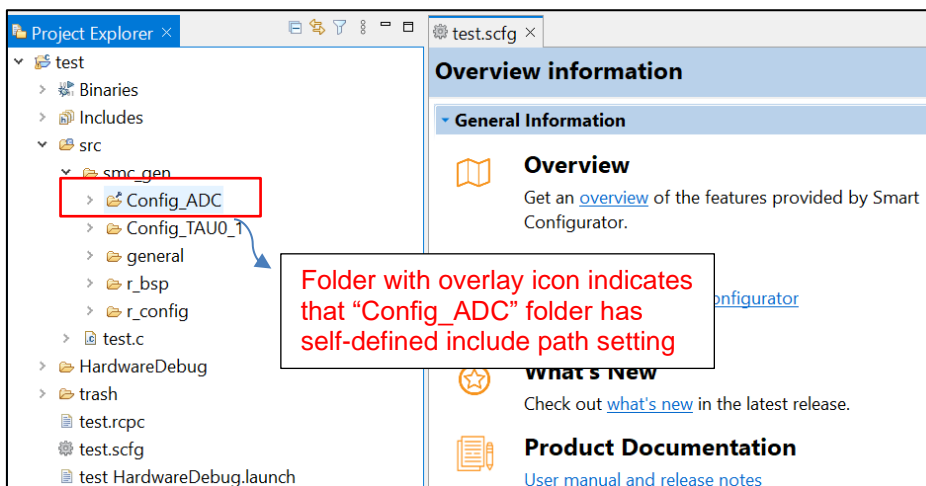 Project Explorer
test
Binaries
Includes
src
smc_gen
Config_ADC
Config_TAU0_1
general
r_bsp
r_config
test.c
HardwareDebug
trash
test.rcpc
test.scfg
test HardwareDebug.launch
test.scfg
Overview information
General Information
Overview
Get an overview of the features provided by Smart
Configurator.
onfigurator
What's New
Check out what's new in the latest release.
Product Documentation
User manual and release notes
Folder with overlay icon indicates
that “Config_ADC” folder has
self-defined include path setting